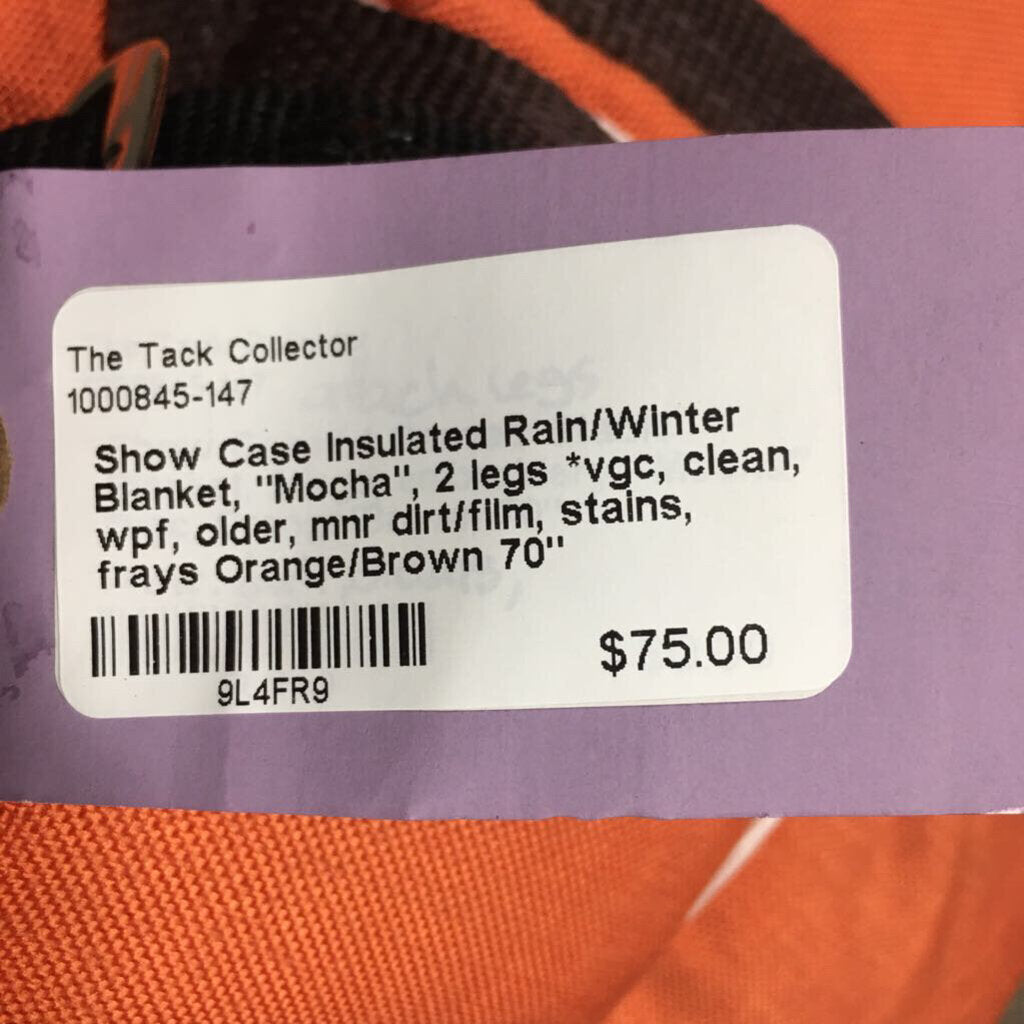 The Tack Collector
1000845-147
Show Case Insulated Rain/Winter
Blanket, "Mocha", 2 legs *vgc, clean,
wpf, older, mnr dirt/film, stains,
frays Orange/Brown 70"
$75.00
9L4FR9